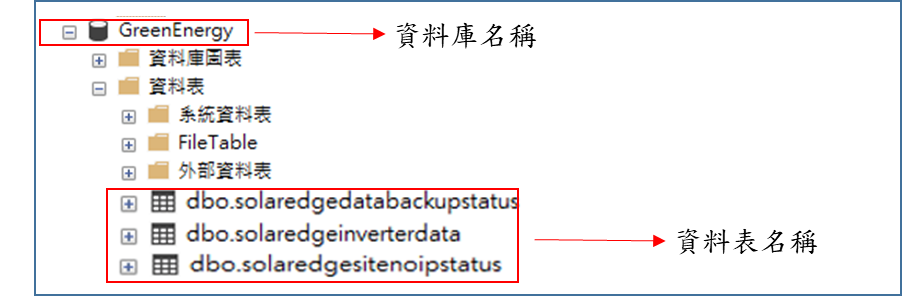 GreenEnergy
資料庫名稱
資料庫圖表
資料表
系統資料表
FileTable
外部資料表
dbo.solaredgedatabackupstatus
dbo.solaredgeinverterdata
資料表名稱
dbo.solaredgesitenoipstatus